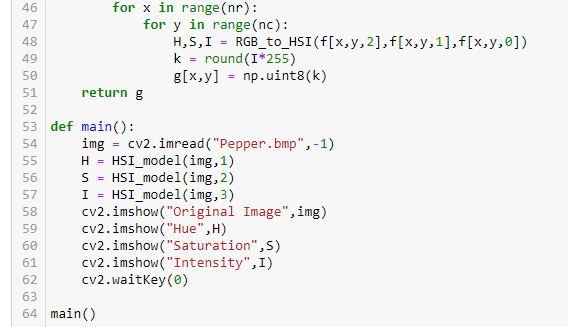 46         for x in range(nr):
47             for y in range(nc):
48                 H,S,I = RGB_to_HSI(f[x,y,2],f[x,y,1],f[x,y,0])
49                 k = round(I*255)
50                 g[x,y] = np.uint8(k)
51     return g
52
53 def main():
54     img = cv2.imread("Pepper.bmp",-1)
55     H = HSI_model(img,1)
56     S = HSI_model(img,2)
57     I = HSI_model(img,3)
58     cv2.imshow("Original Image",img)
59     cv2.imshow("Hue",H)
60     cv2.imshow("Saturation",S)
61     cv2.imshow("Intensity",I)
62     cv2.waitKey(0)
63
64 main()